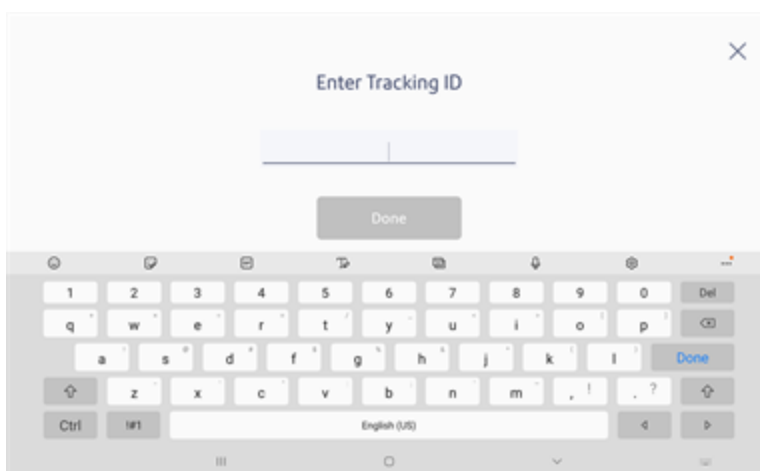 Enter Tracking ID
Done
1 2 3 4 5 6 7 8 9 0 Del
q w e r t y u i o p
a s d f g h j k l Done
z x c v b n m , ! . ?
Ctrl !#1 English (US)